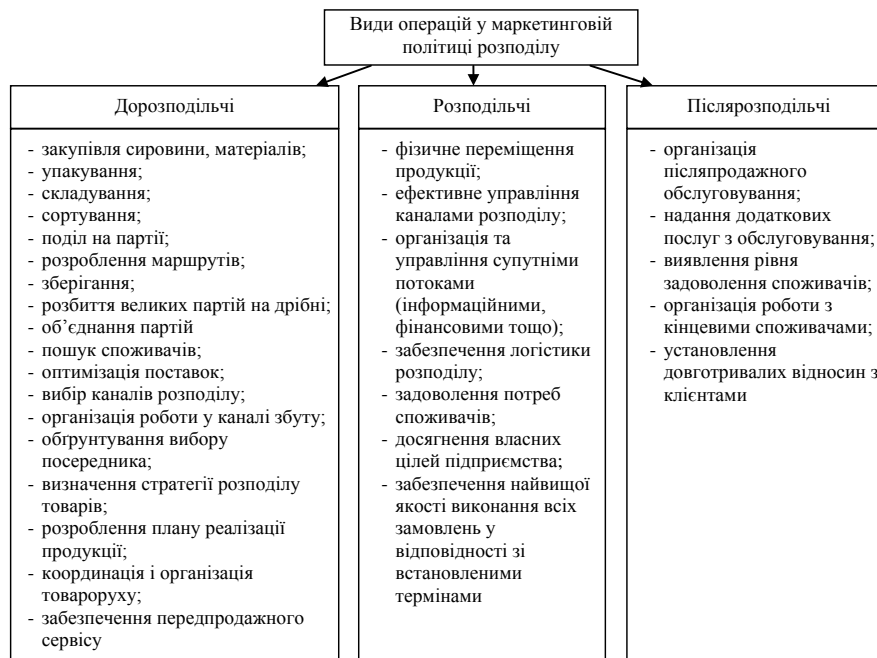 Види операцій у маркетинговій
політиці розподілу
Дорозподільчі
- закупівля сировини, матеріалів;
- упакування;
- складування;
- сортування;
- поділ на партії;
- розроблення маршрутів;
- зберігання;
- розбиття великих партій на дрібні;
- об’єднання партій
- пошук споживачів;
- оптимізація поставок;
- вибір каналів розподілу;
- організація роботи у каналі збуту;
- обґрунтування вибору
посередника;
- визначення стратегії розподілу
товарів;
- розроблення плану реалізації
продукції;
- координація і організація
товароруху;
- забезпечення передпродажного
сервісу
Розподільчі
- фізичне переміщення
продукції;
- ефективне управління
каналами розподілу;
- організація та
управління супутніми
потоками
(інформаційними,
фінансовими тощо);
- забезпечення логістики
розподілу;
- задоволення потреб
споживачів;
- досягнення власних
цілей підприємства;
- забезпечення найвищої
якості виконання всіх
замовлень у
відповідності зі
встановленими
термінами
Післярозподільчі
- організація
післяпродажного
обслуговування;
- надання додаткових
послуг з обслуговування;
- виявлення рівня
задоволення споживачів;
- організація роботи з
кінцевими споживачами;
- установлення
довготривалих відносин з
клієнтами